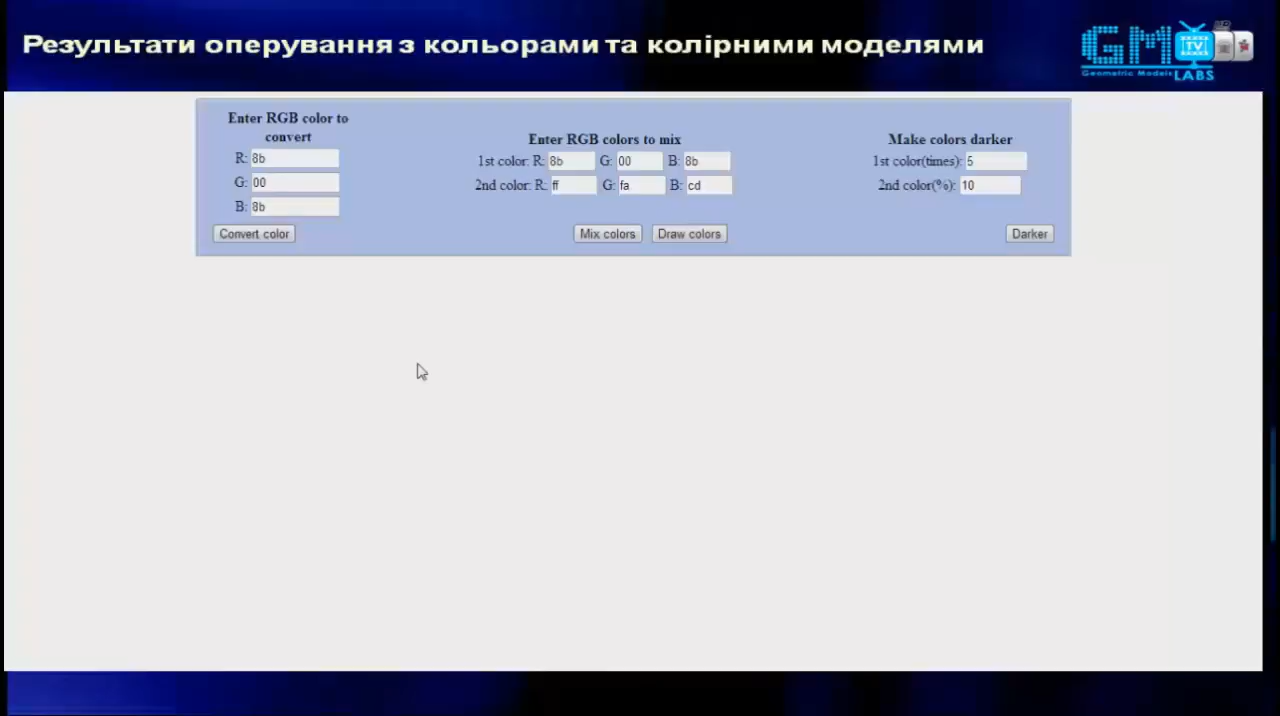 Результати оперування з кольорами та колірними моделями
GM TV
Geometric Models LABS
Enter RGB color to
convert
R: 8b
G: 00
B: 8b
Convert color
Enter RGB colors to mix
1st color: R: 8b G: 00 B: 8b
2nd color: R: ff G: fa B: cd
Mix colors Draw colors
Make colors darker
1st color(times): 5
2nd color(%): 10
Darker